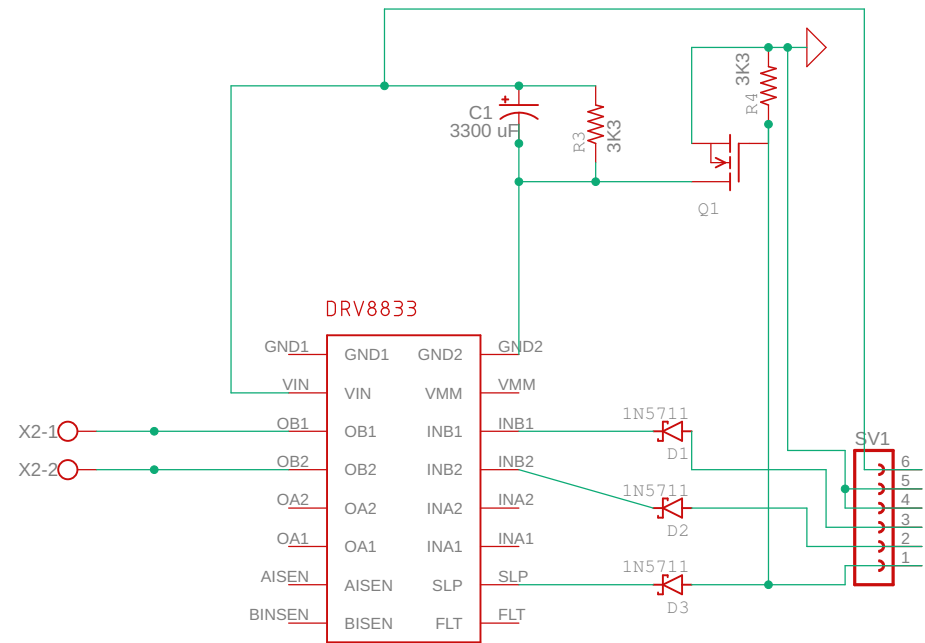 3K3
R4
C1
3300 uF
R3
3K3
Q1
DRV8833
GND1
GND1
GND2
GND2
VIN
VIN
VMM
VMM
X2-1
OB1
OB1
INB1
INB1
1N5711
D1
SV1
X2-2
OB2
OB2
INB2
INB2
1N5711
D2
6
5
4
3
2
1
OA2
OA2
INA2
INA2
OA1
OA1
INA1
INA1
1N5711
D3
AISEN
AISEN
SLP
SLP
BINSEN
BISEN
FLT
FLT